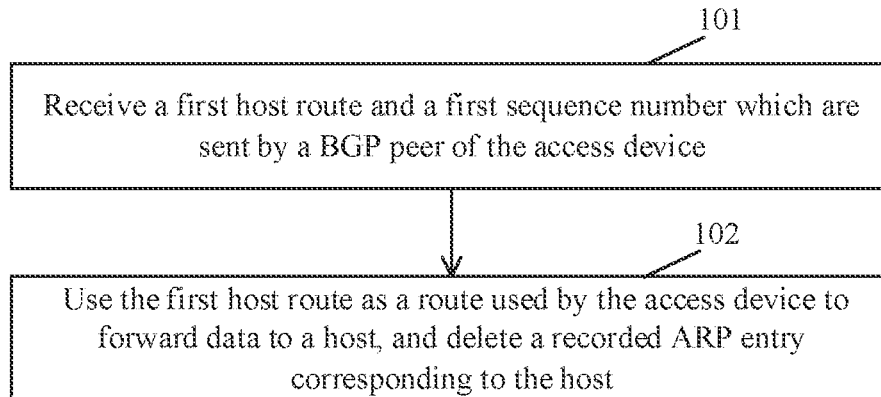 101
Receive a first host route and a first sequence number which are
sent by a BGP peer of the access device
102
Use the first host route as a route used by the access device to
forward data to a host, and delete a recorded ARP entry
corresponding to the host